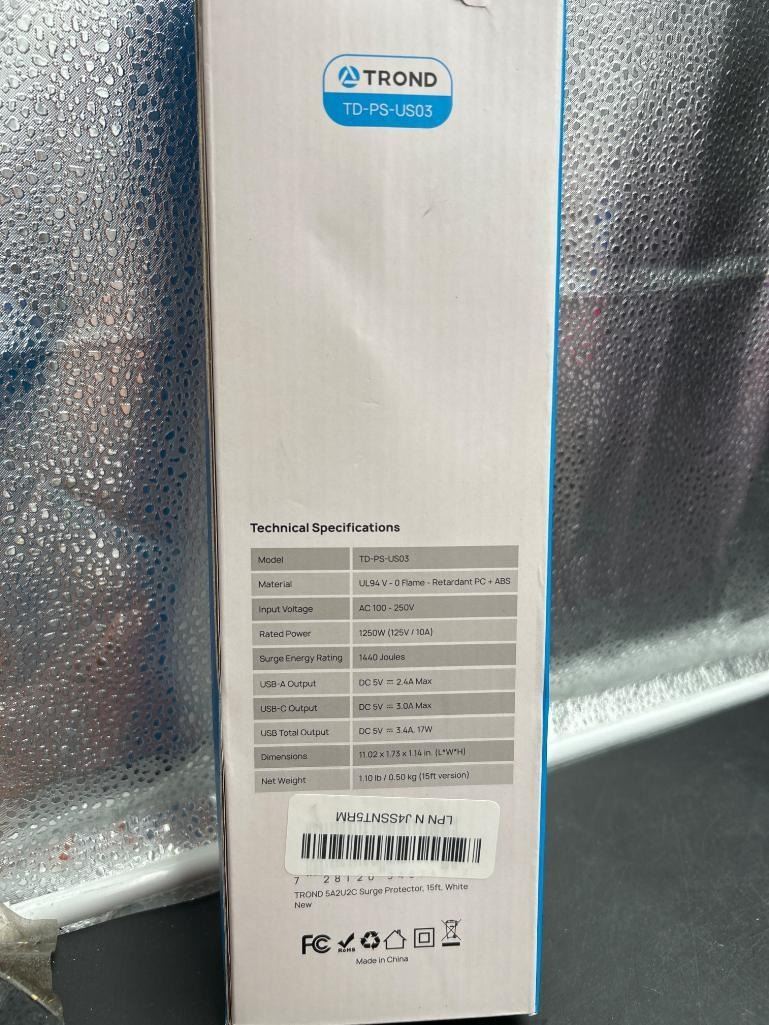 TROND
TD-PS-US03
Technical Specifications
Model TD-PS-US03
Material UL94 V - 0 Flame - Retardant PC + ABS
Input Voltage AC 100 - 250V
Rated Power 1250W (125V / 10A)
Surge Energy Rating 1440 Joules
USB-A Output DC 5V ⎓ 2.4A Max
USB-C Output DC 5V ⎓ 3.0A Max
USB Total Output DC 5V ⎓ 3.4A, 17W
Dimensions 11.02 x 1.73 x 1.14 in. (L*W*H)
Net Weight 1.10 lb / 0.50 kg (15ft version)
LPN N J4SSNT5RM
7 28120
TROND 5A2U2C Surge Protector, 15ft, White
New
FC RoHS
Made in China